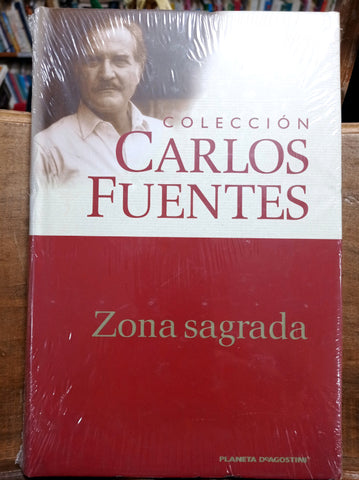 COLECCIÓN
CARLOS
FUENTES
Zona sagrada
PLANETA DEAGOSTINI